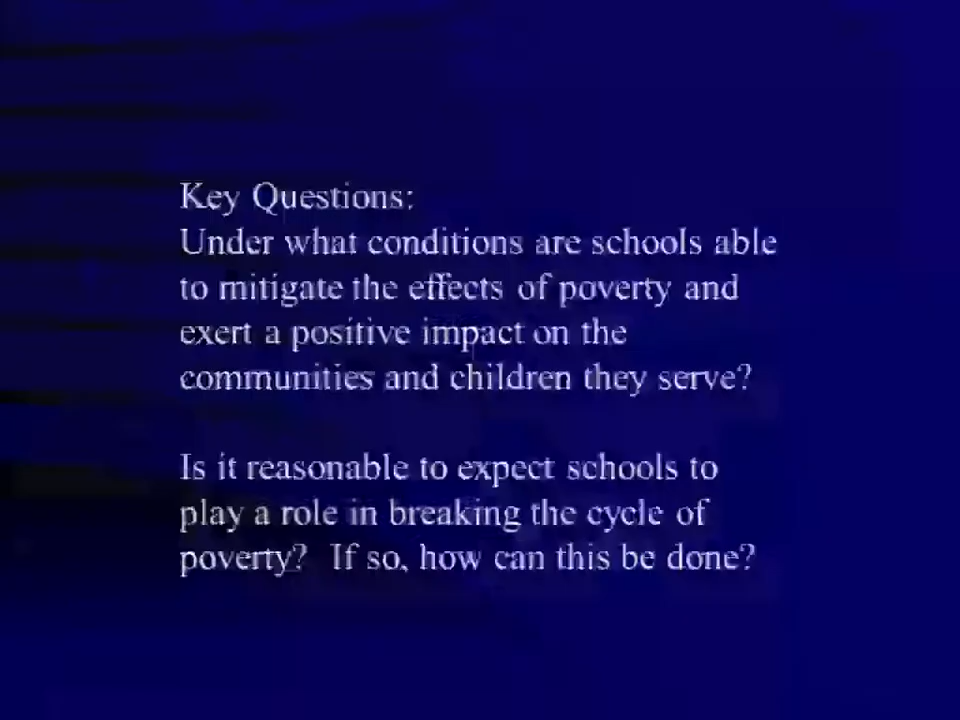 Key Questions:
Under what conditions are schools able
to mitigate the effects of poverty and
exert a positive impact on the
communities and children they serve?
Is it reasonable to expect schools to
play a role in breaking the cycle of
poverty? If so, how can this be done?